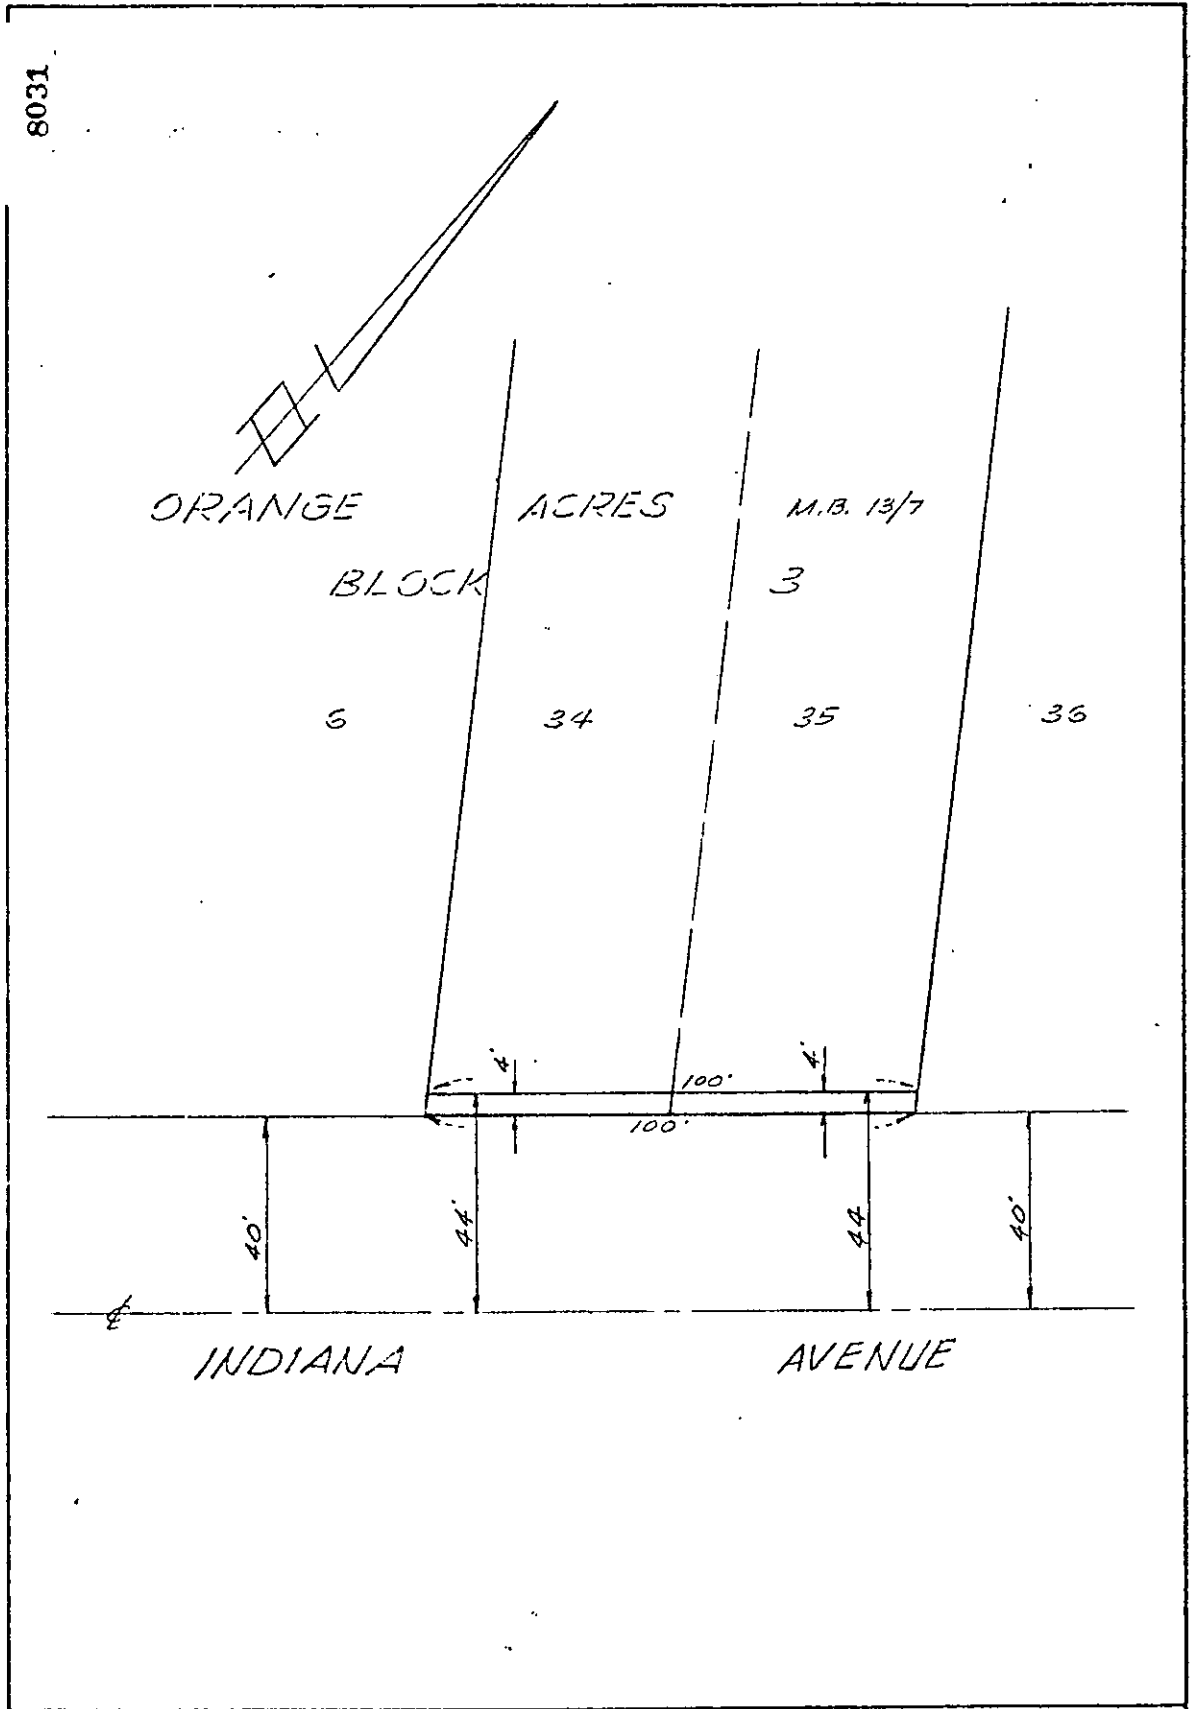 8031
ORANGE ACRES M.B. 13/7
BLOCK 3
6 34 35 36
4' 4'
100'
100'
40' 44' 44 40'
℄
INDIANA AVENUE